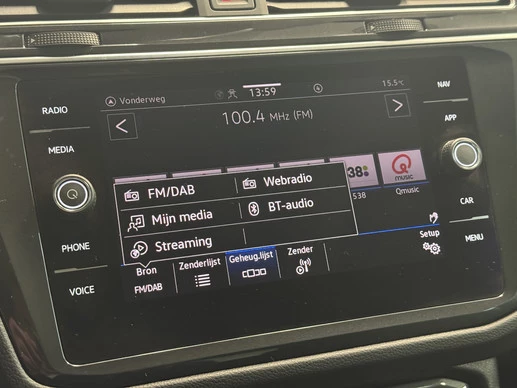 RADIO
MEDIA
PHONE
VOICE
NAV
APP
CAR
MENU
Vonderweg
13:59
15.5°C
100.4 MHz (FM)
FM/DAB
Webradio
Mijn media
BT-audio
Streaming
538
538
Q
music
Qmusic
Bron
FM/DAB
Zenderlijst
Geheug.lijst
Zender
Setup